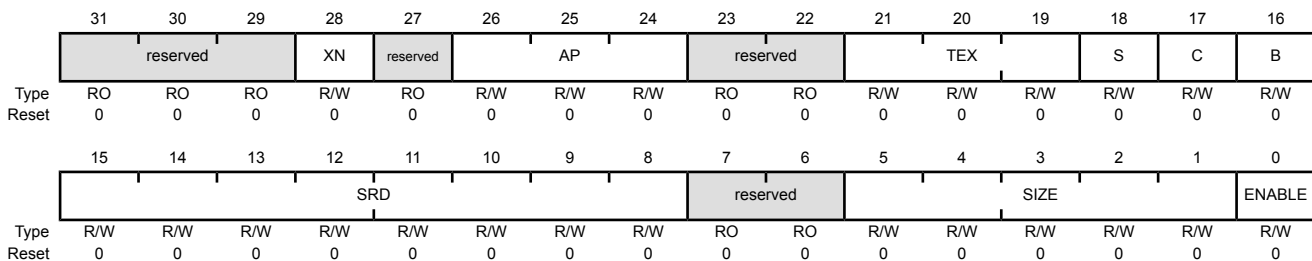 31 30 29 28 27 26 25 24 23 22 21 20 19 18 17 16
reserved XN reserved AP reserved TEX S C B
Type RO RO RO R/W RO R/W R/W R/W RO RO R/W R/W R/W R/W R/W R/W
Reset 0 0 0 0 0 0 0 0 0 0 0 0 0 0 0 0
15 14 13 12 11 10 9 8 7 6 5 4 3 2 1 0
SRD reserved SIZE ENABLE
Type R/W R/W R/W R/W R/W R/W R/W R/W RO RO R/W R/W R/W R/W R/W R/W
Reset 0 0 0 0 0 0 0 0 0 0 0 0 0 0 0 0